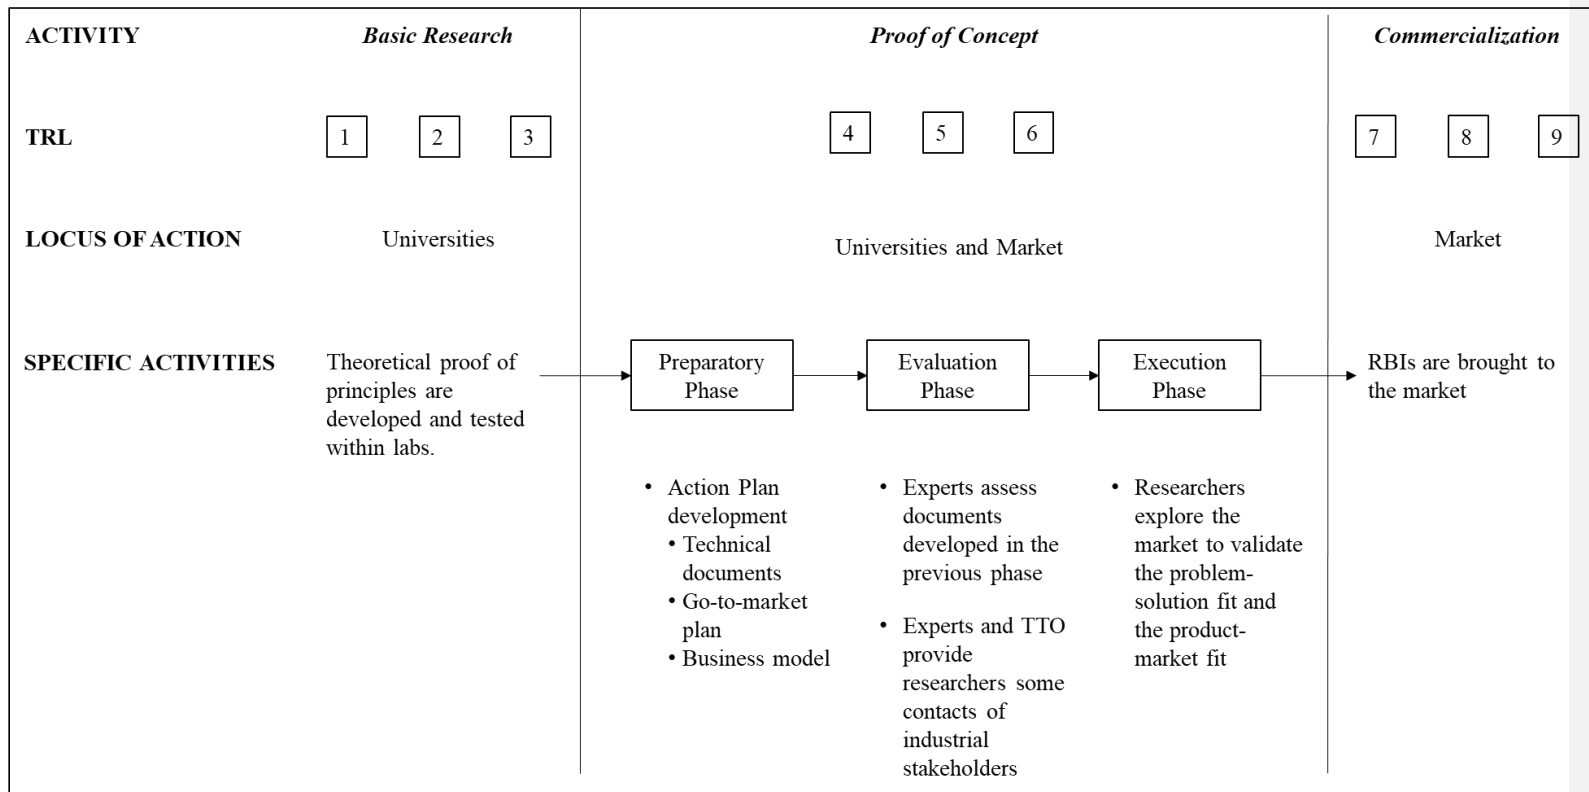 ACTIVITY
Basic Research
Proof of Concept
Commercialization
TRL
1
2
3
4
5
6
7
8
9
LOCUS OF ACTION
Universities
Universities and Market
Market
SPECIFIC ACTIVITIES
Theoretical proof of
principles are
developed and tested
within labs.
Preparatory
Phase
Evaluation
Phase
Execution
Phase
RBIs are brought to
the market
• Action Plan
development
• Technical
documents
• Go-to-market
plan
• Business model
• Experts assess
documents
developed in the
previous phase
• Experts and TTO
provide
researchers some
contacts of
industrial
stakeholders
• Researchers
explore the
market to validate
the problem-
solution fit and
the product-
market fit